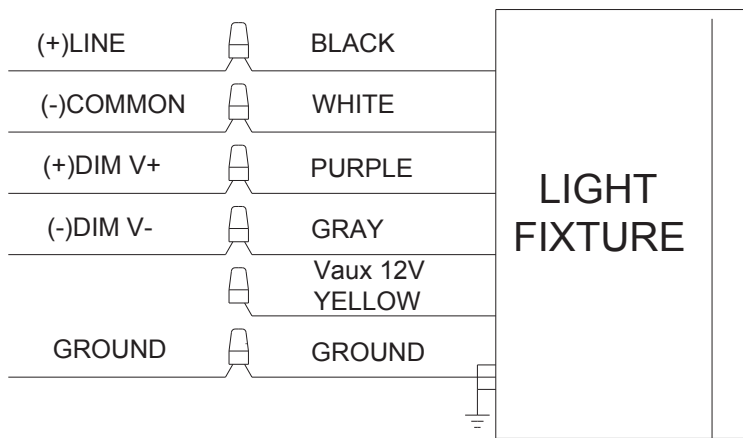 (+)LINE BLACK
(-)COMMON WHITE
(+)DIM V+ PURPLE
(-)DIM V- GRAY
Vaux 12V
YELLOW
GROUND GROUND
LIGHT
FIXTURE